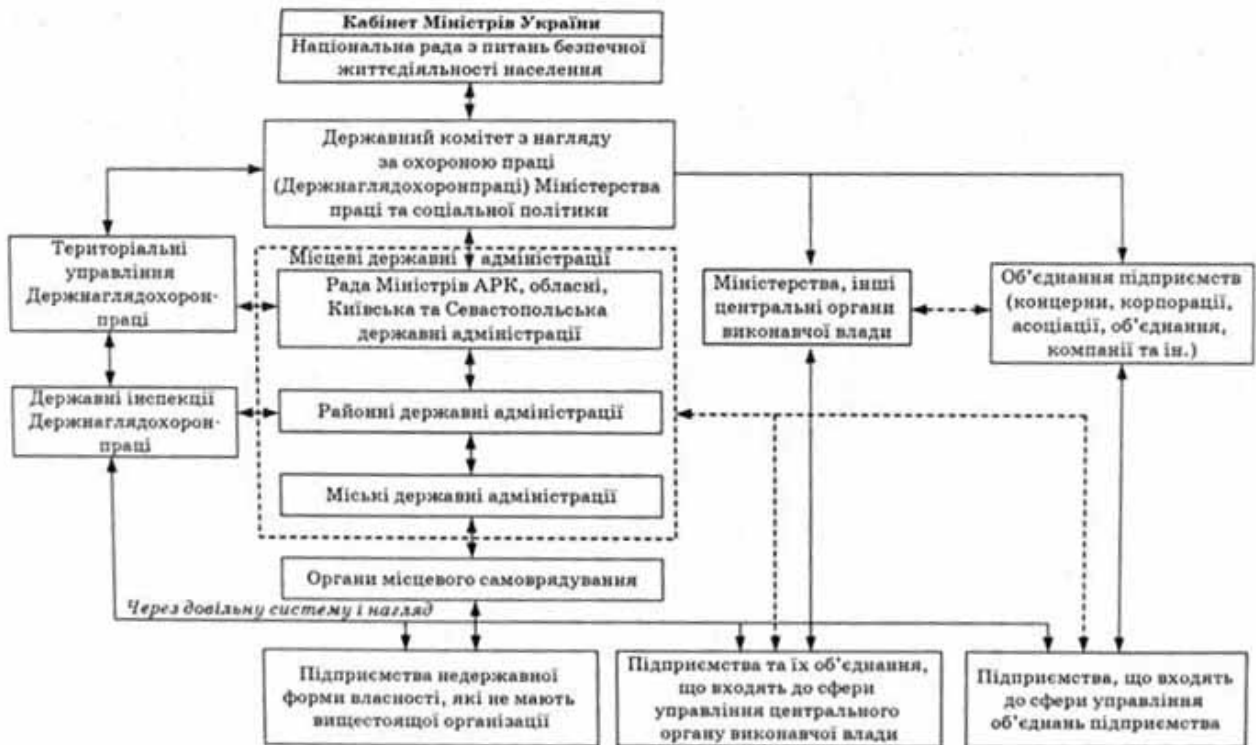 Кабінет Міністрів України
Національна рада з питань безпечної
життєдіяльності населення
Державний комітет з нагляду
за охороною праці
(Держнаглядохоронпраці) Міністерства
праці та соціальної політики
Територіальні
управління
Держнаглядохорон-
праці
Місцеві державні адміністрації
Рада Міністрів АРК, обласні,
Київська та Севастопольська
державні адміністрації
Міністерства, інші
центральні органи
виконавчої влади
Об'єднання підприємств
(концерни, корпорації,
асоціації, об'єднання,
компанії та ін.)
Державні інспекції
Держнаглядохорон-
праці
Районні державні адміністрації
Міські державні адміністрації
Органи місцевого самоврядування
Через довільну систему і нагляд
Підприємства недержавної
форми власності, які не мають
вищестоящої організації
Підприємства та їх об'єднання,
що входять до сфери
управління центрального
органу виконавчої влади
Підприємства, що входять
до сфери управління
об'єднань підприємства